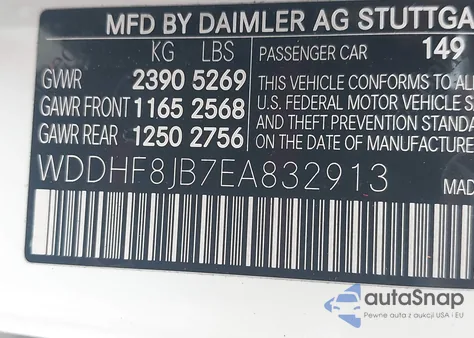 MFD BY DAIMLER AG STUTTGA
KG LBS PASSENGER CAR 149
GVWR 2390 5269 THIS VEHICLE CONFORMS TO AL
GAWR FRONT 1165 2568 U.S. FEDERAL MOTOR VEHICLE S
GAWR REAR 1250 2756 AND THEFT PREVENTION STANDA
ON THE DATE OF MANUFACTURE
WDDHF8JB7EA832913
MAD
autoSnap
Pewne auta z aukcji USA i EU